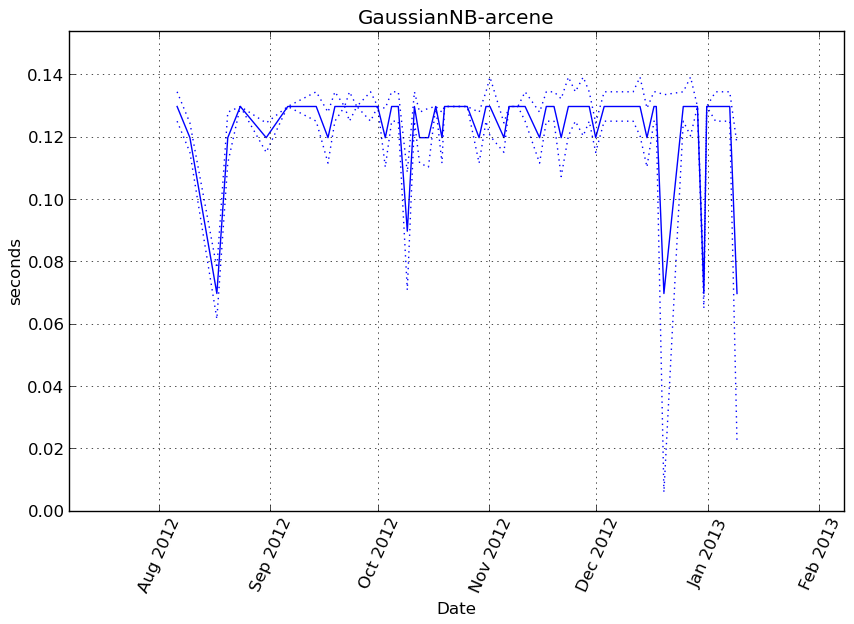 GaussianNB-arcene
0.14
0.12
0.10
0.08
0.06
0.04
0.02
0.00
seconds
Aug 2012
Sep 2012
Oct 2012
Nov 2012
Dec 2012
Jan 2013
Feb 2013
Date